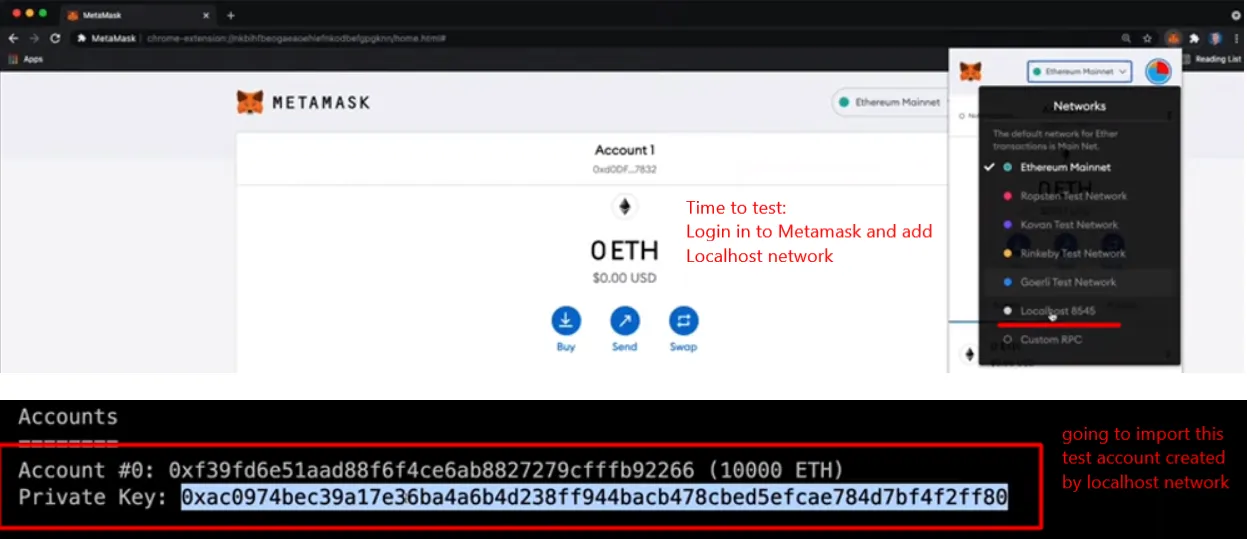 MetaMask
MetaMask | chrome-extension://nkbihfbeogaeaoehlefnkodbefgpgknn/home.html#
Apps
Reading List
METAMASK
Ethereum Mainnet
Ethereum Mainnet
Networks
The default network for Ether
transactions is Main Net.
Ethereum Mainnet
Ropsten Test Network
Kovan Test Network
Rinkeby Test Network
Goerli Test Network
Localhost 8545
Custom RPC
Account 1
0xd0DF...7832
0 ETH
$0.00 USD
Buy
Send
Swap
Time to test:
Login in to Metamask and add
Localhost network
Accounts
========
Account #0: 0xf39fd6e51aad88f6f4ce6ab8827279cfffb92266 (10000 ETH)
Private Key: 0xac0974bec39a17e36ba4a6b4d238ff944bacb478cbed5efcae784d7bf4f2ff80
going to import this
test account created
by localhost network